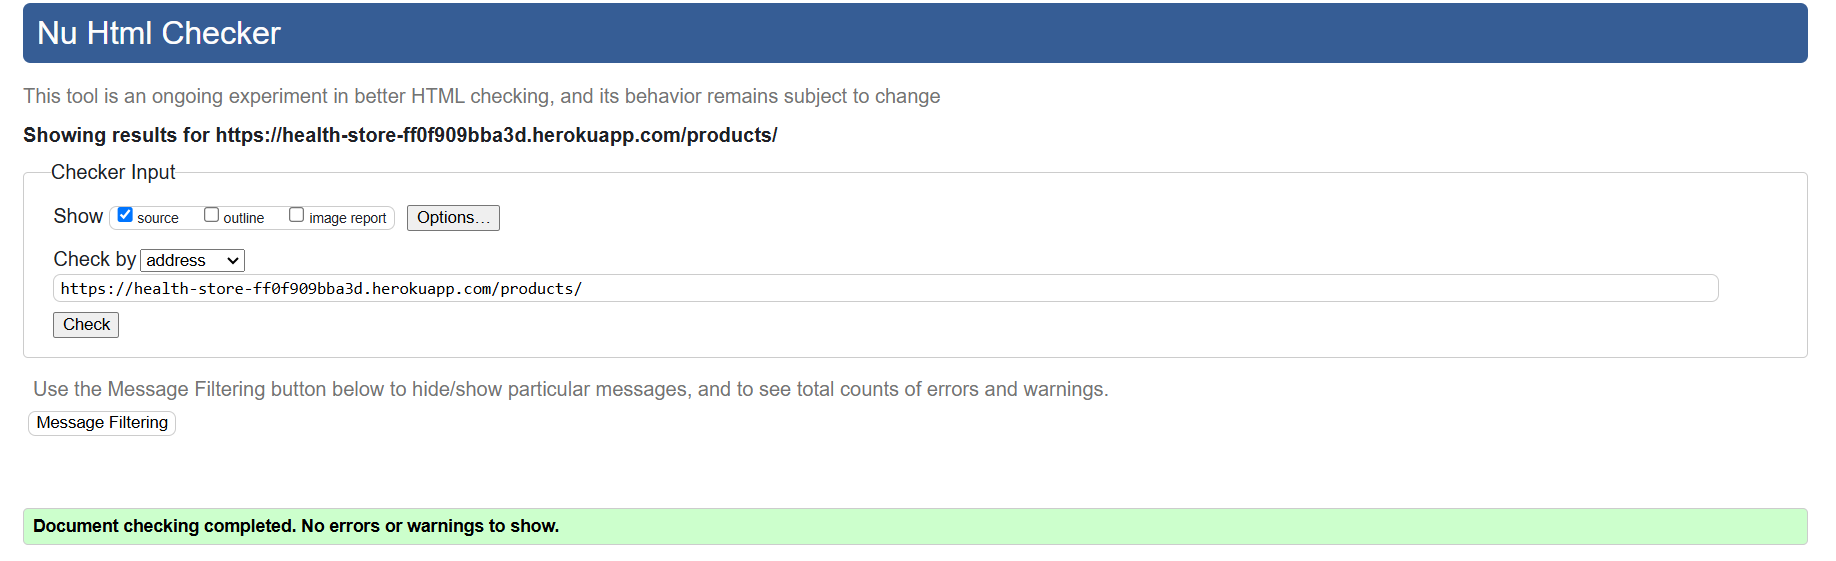 Nu Html Checker
This tool is an ongoing experiment in better HTML checking, and its behavior remains subject to change
Showing results for https://health-store-ff0f909bba3d.herokuapp.com/products/
Checker Input
Show source outline image report Options...
Check by address
https://health-store-ff0f909bba3d.herokuapp.com/products/
Check
Use the Message Filtering button below to hide/show particular messages, and to see total counts of errors and warnings.
Message Filtering
Document checking completed. No errors or warnings to show.